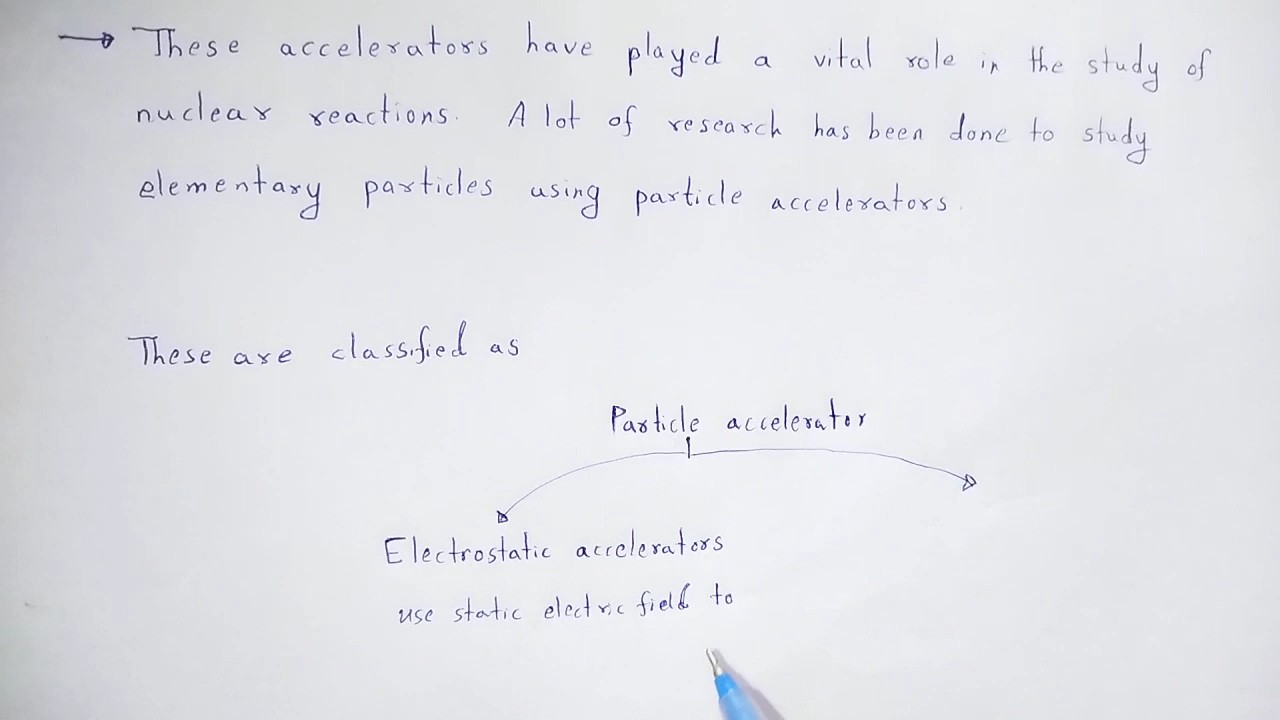 These accelerators have played a vital role in the study of
nuclear reactions. A lot of research has been done to study
elementary particles using particle accelerators.
These are classified as
Particle accelerator
Electrostatic accelerators
use static electric field to